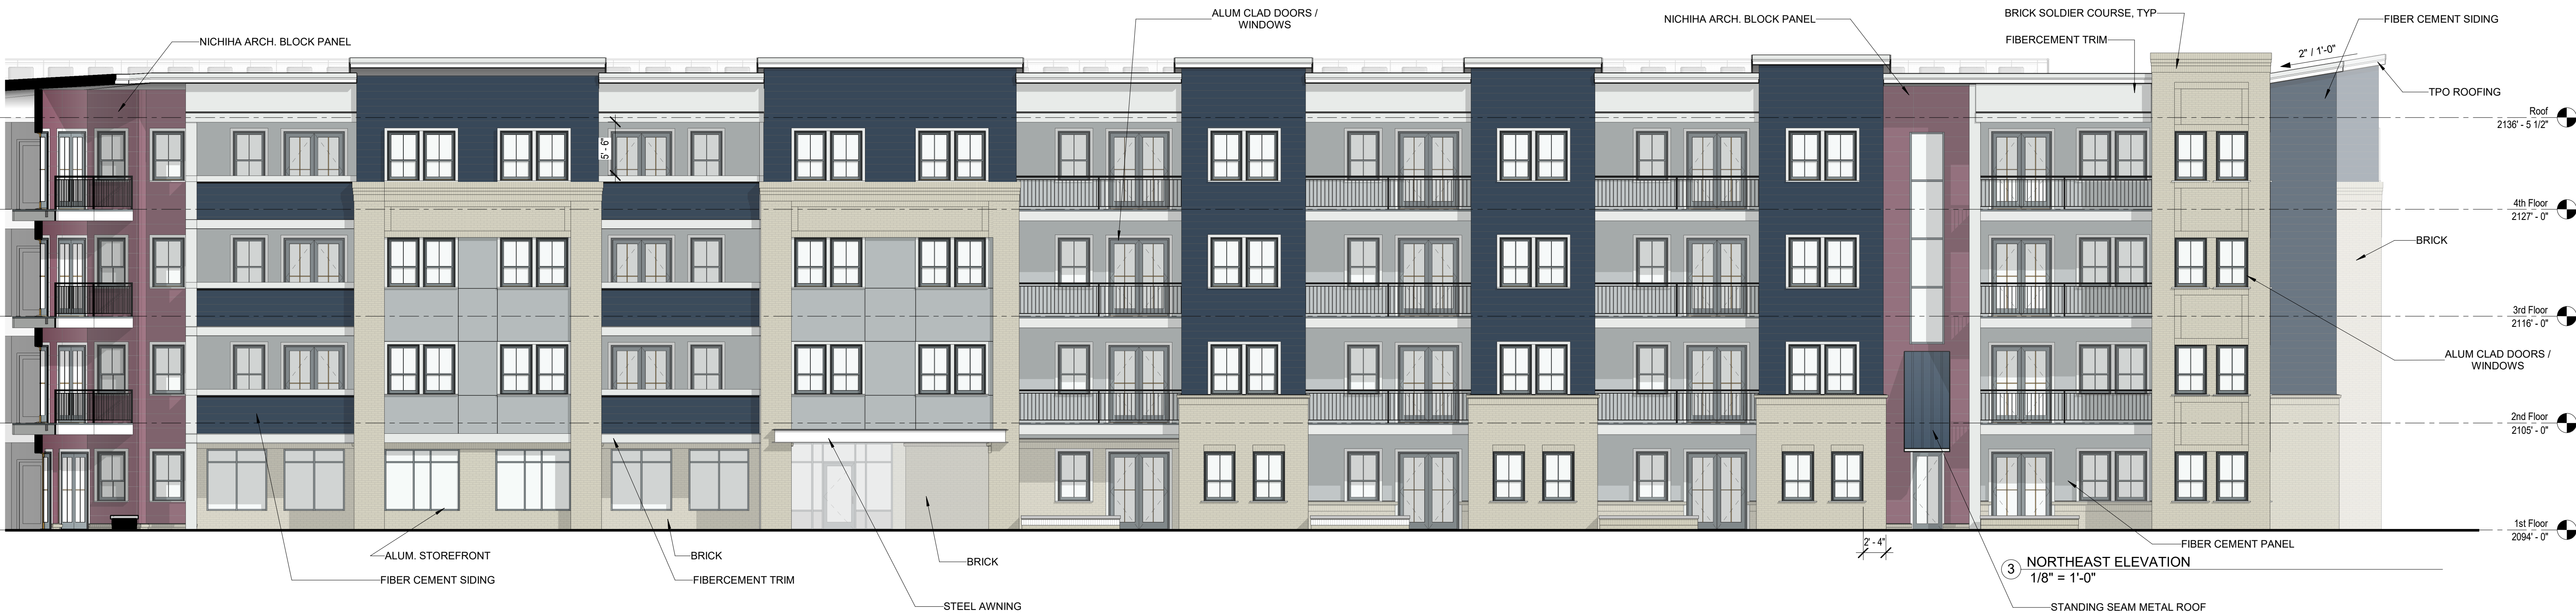 ALUM CLAD DOORS /
WINDOWS
NICHIHA ARCH. BLOCK PANEL
BRICK SOLDIER COURSE, TYP
FIBER CEMENT SIDING
NICHIHA ARCH. BLOCK PANEL
FIBERCEMENT TRIM
2" / 1'-0"
TPO ROOFING
Roof
2136' - 5 1/2"
5' - 6"
4th Floor
2127' - 0"
BRICK
3rd Floor
2116' - 0"
ALUM CLAD DOORS /
WINDOWS
2nd Floor
2105' - 0"
1st Floor
2094' - 0"
2' - 4"
FIBER CEMENT PANEL
ALUM. STOREFRONT
BRICK
BRICK
3
NORTHEAST ELEVATION
1/8" = 1'-0"
FIBER CEMENT SIDING
FIBERCEMENT TRIM
STEEL AWNING
STANDING SEAM METAL ROOF